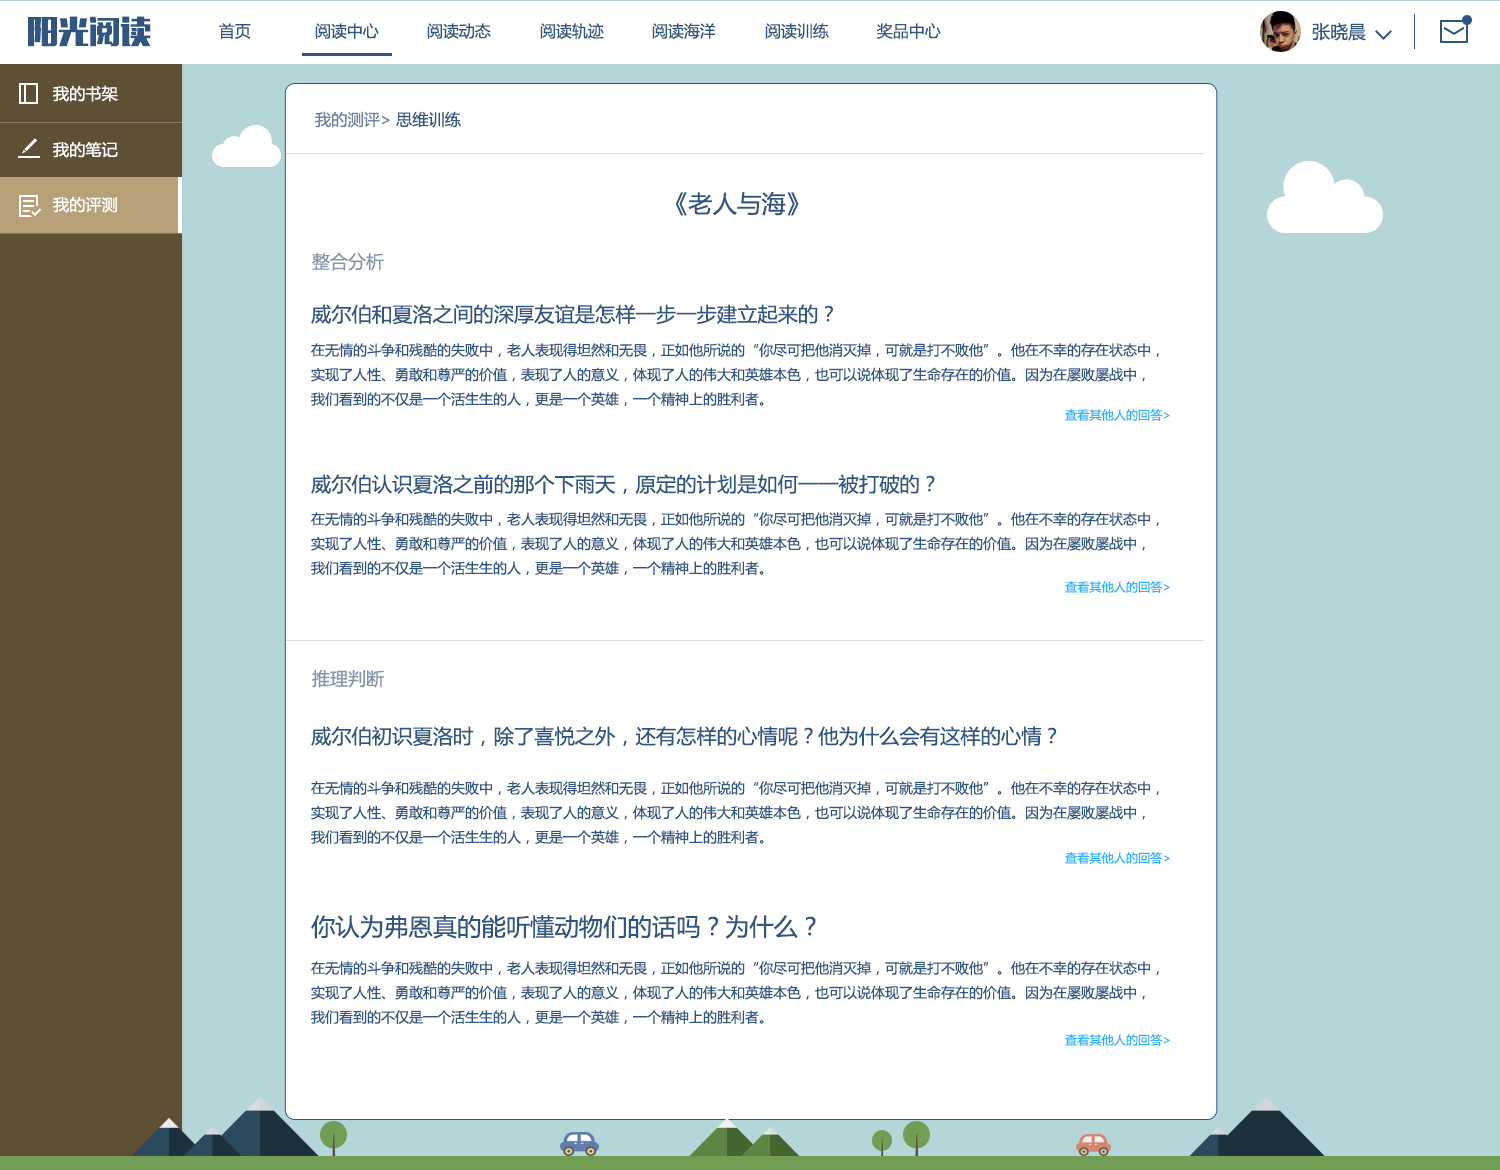 阳光阅读
首页 阅读中心 阅读动态 阅读轨迹 阅读海洋 阅读训练 奖品中心
张晓晨
我的书架
我的笔记
我的评测
我的测评> 思维训练
《老人与海》
整合分析
威尔伯和夏洛之间的深厚友谊是怎样一步一步建立起来的？
在无情的斗争和残酷的失败中，老人表现得坦然和无畏，正如他所说的“你尽可把他消灭掉，可就是打不败他”。他在不幸的存在状态中，
实现了人性、勇敢和尊严的价值，表现了人的意义，体现了人的伟大和英雄本色，也可以说体现了生命存在的价值。因为在屡败屡战中，
我们看到的不仅是一个活生生的人，更是一个英雄，一个精神上的胜利者。
查看其他人的回答>
威尔伯认识夏洛之前的那个下雨天，原定的计划是如何一一被打破的？
在无情的斗争和残酷的失败中，老人表现得坦然和无畏，正如他所说的“你尽可把他消灭掉，可就是打不败他”。他在不幸的存在状态中，
实现了人性、勇敢和尊严的价值，表现了人的意义，体现了人的伟大和英雄本色，也可以说体现了生命存在的价值。因为在屡败屡战中，
我们看到的不仅是一个活生生的人，更是一个英雄，一个精神上的胜利者。
查看其他人的回答>
推理判断
威尔伯初识夏洛时，除了喜悦之外，还有怎样的心情呢？他为什么会有这样的心情？
在无情的斗争和残酷的失败中，老人表现得坦然和无畏，正如他所说的“你尽可把他消灭掉，可就是打不败他”。他在不幸的存在状态中，
实现了人性、勇敢和尊严的价值，表现了人的意义，体现了人的伟大和英雄本色，也可以说体现了生命存在的价值。因为在屡败屡战中，
我们看到的不仅是一个活生生的人，更是一个英雄，一个精神上的胜利者。
查看其他人的回答>
你认为弗恩真的能听懂动物们的话吗？为什么？
在无情的斗争和残酷的失败中，老人表现得坦然和无畏，正如他所说的“你尽可把他消灭掉，可就是打不败他”。他在不幸的存在状态中，
实现了人性、勇敢和尊严的价值，表现了人的意义，体现了人的伟大和英雄本色，也可以说体现了生命存在的价值。因为在屡败屡战中，
我们看到的不仅是一个活生生的人，更是一个英雄，一个精神上的胜利者。
查看其他人的回答>